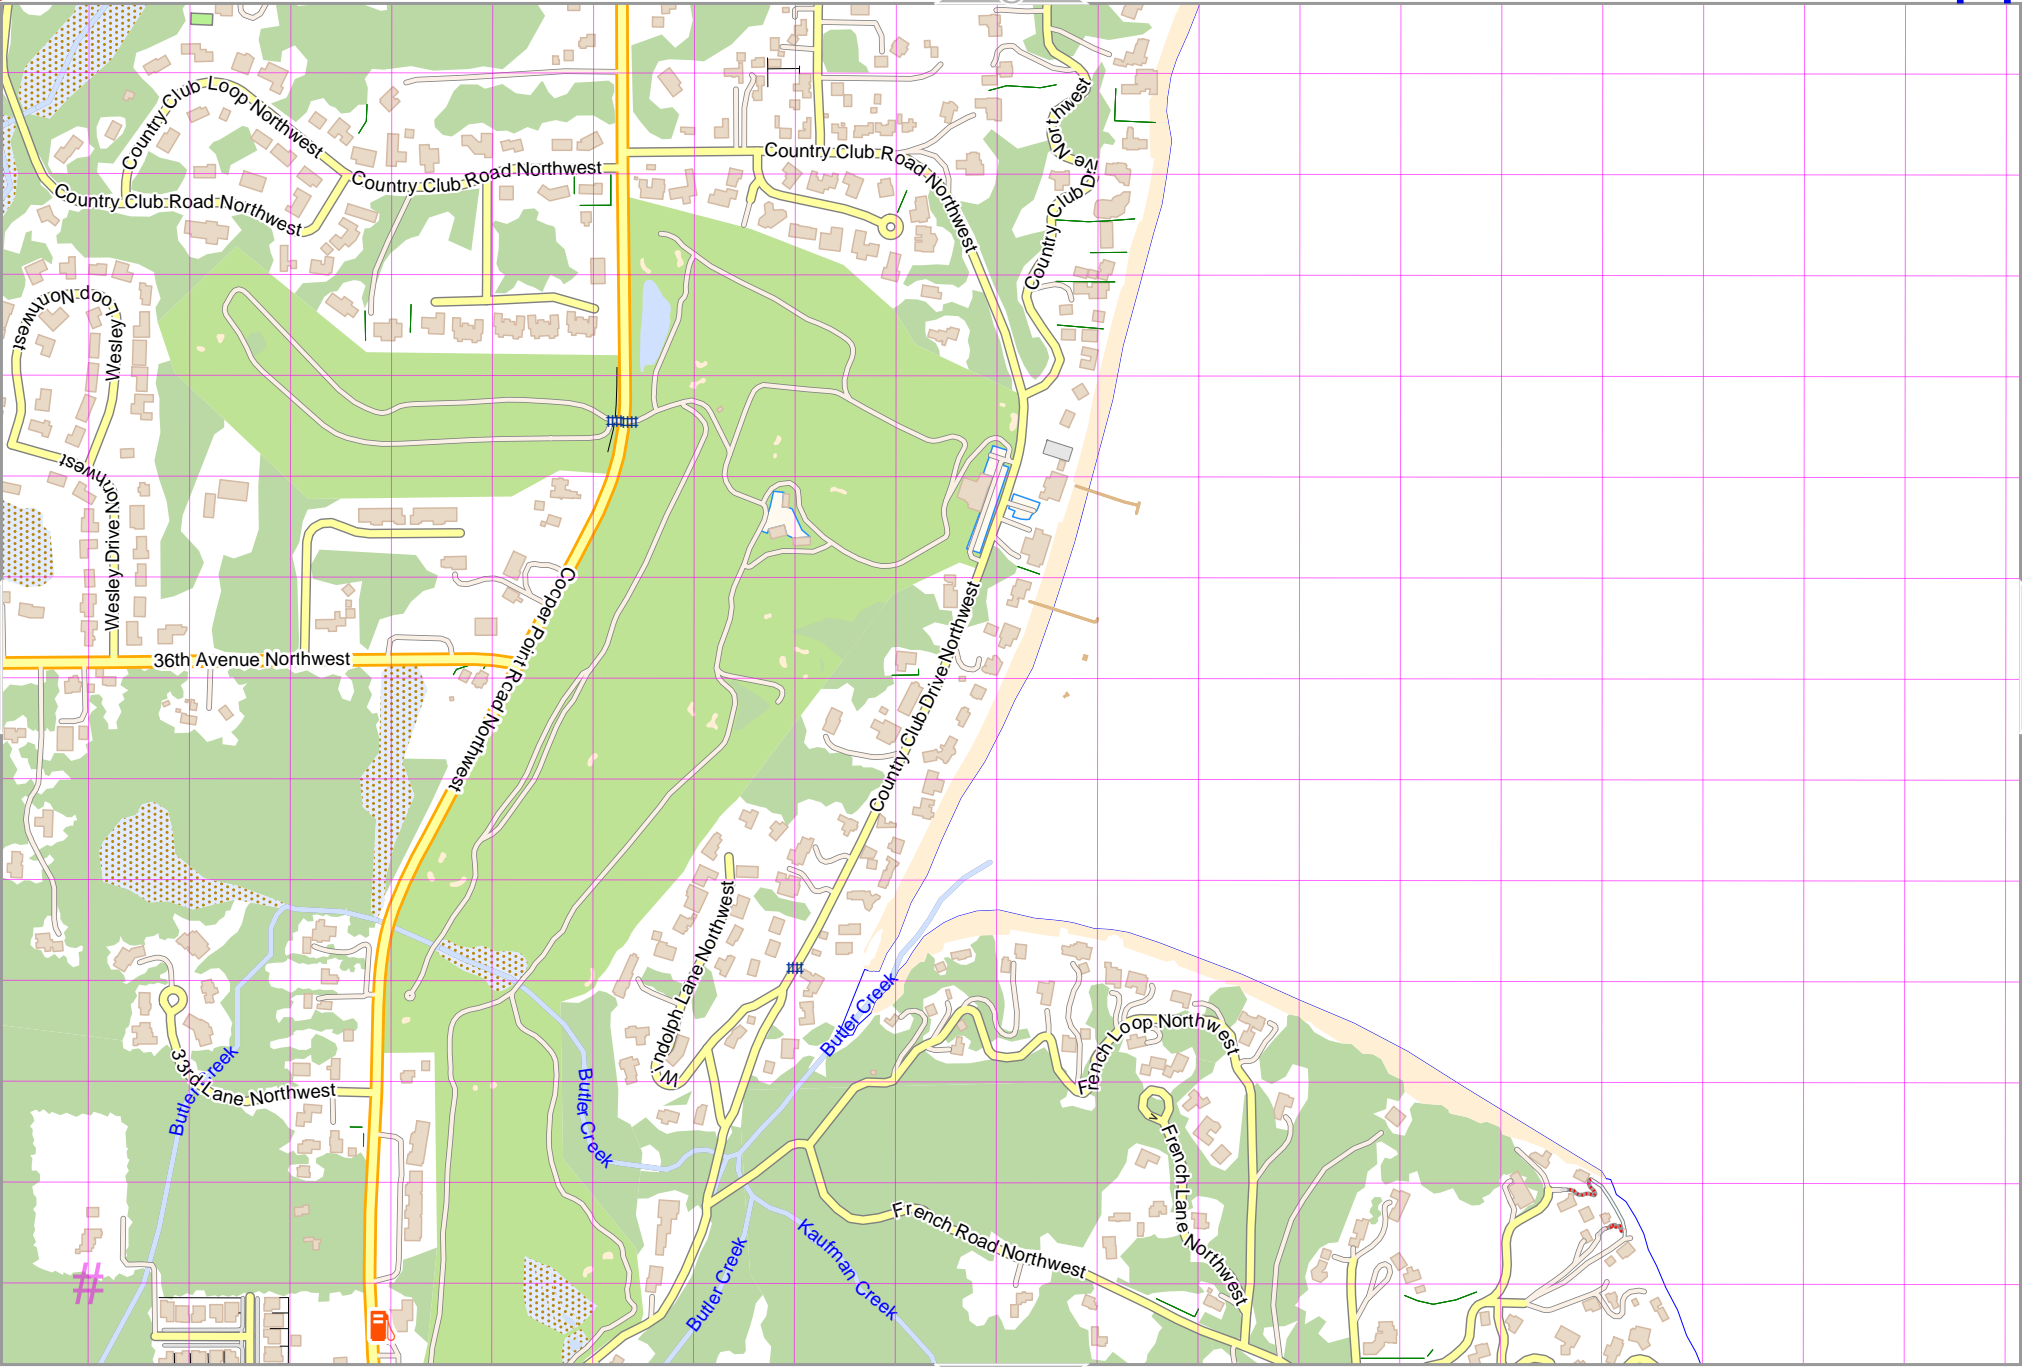 Country Club Loop Northwest
Country Club Road Northwest
Country Club Road Northwest
Country Club Road Northwest
Country Club Drive Northwest
Wesley Loop Northwest
Wesley Drive Northwest
Cooper Point Road Northwest
36th Avenue Northwest
Country Club Drive Northwest
Windolph Lane Northwest
Butler Creek
French Loop Northwest
33rd Lane Northwest
Butler Creek
Butler Creek
French Lane Northwest
French Road Northwest
Kaufman Creek
Butler Creek
#